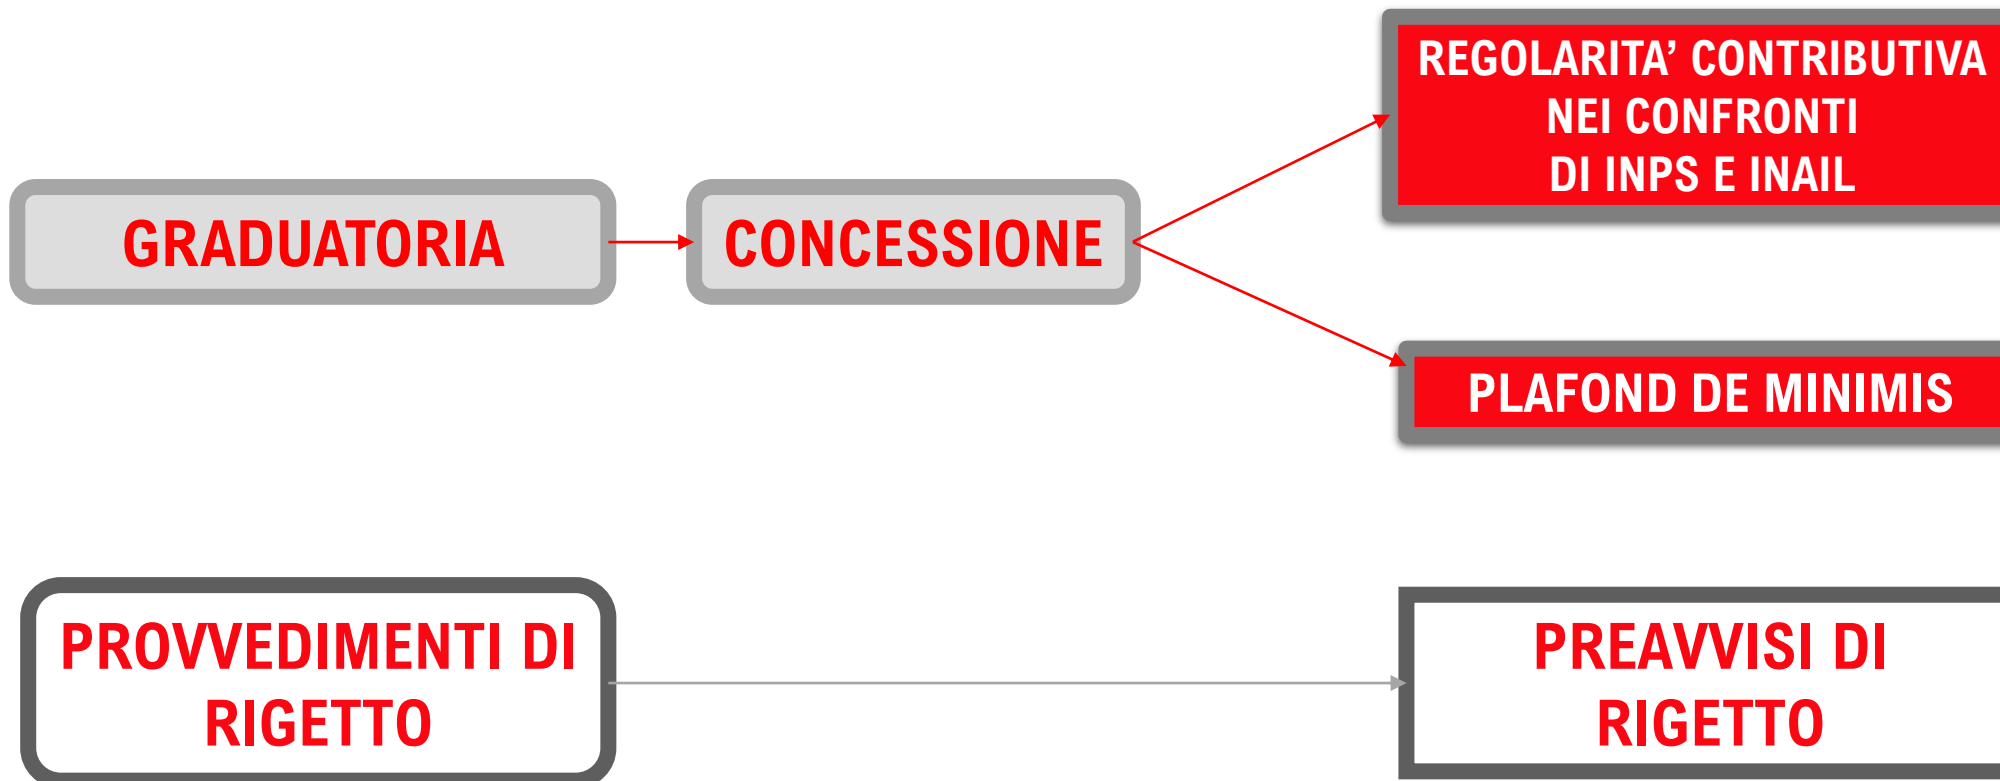 REGOLARITA’ CONTRIBUTIVA
NEI CONFRONTI
DI INPS E INAIL
GRADUATORIA
CONCESSIONE
PLAFOND DE MINIMIS
PROVVEDIMENTI DI
RIGETTO
PREAVVISI DI
RIGETTO